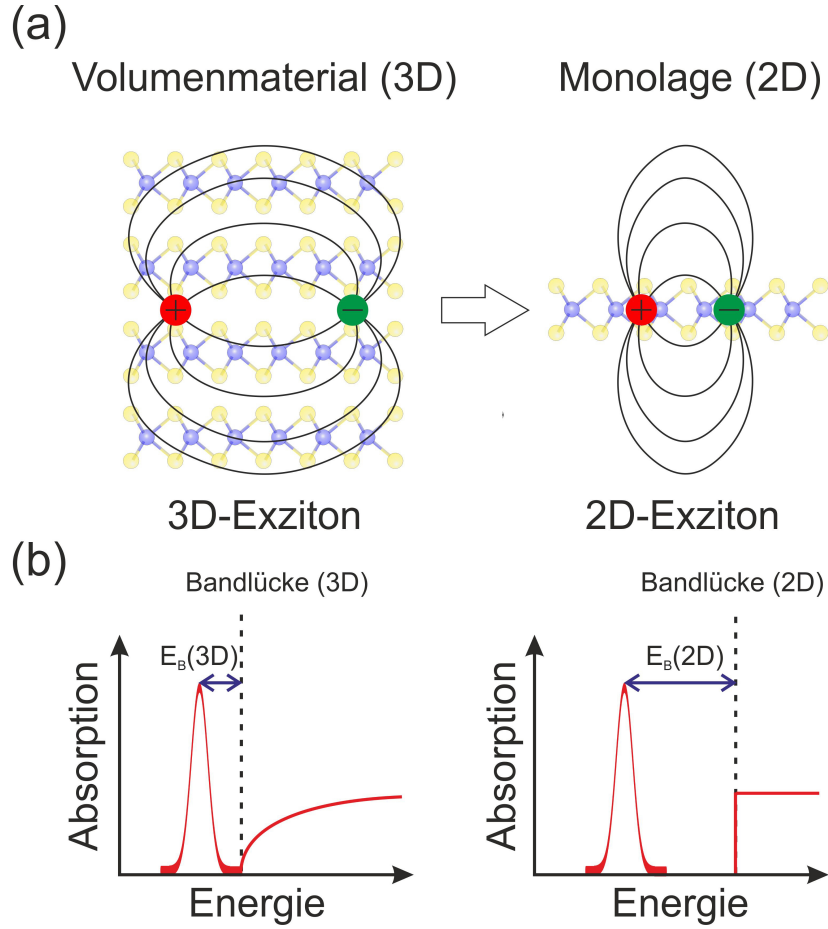 (a)
Volumenmaterial (3D)
Monolage (2D)
+
−
+
−
3D-Exziton
2D-Exziton
(b)
Bandlücke (3D)
Bandlücke (2D)
E_B(3D)
E_B(2D)
Absorption
Absorption
Energie
Energie